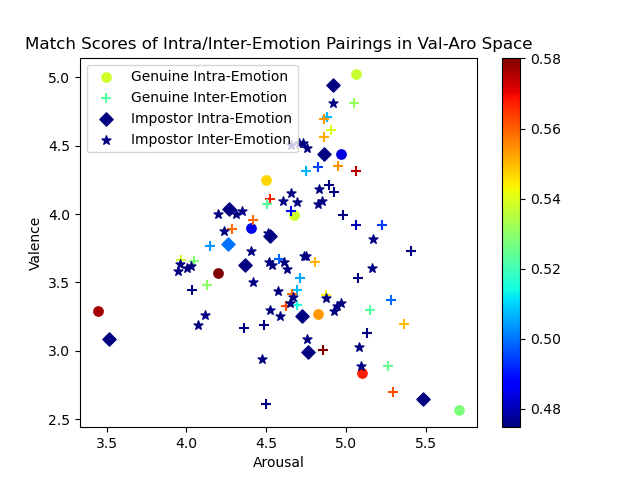 Match Scores of Intra/Inter-Emotion Pairings in Val-Aro Space
Genuine Intra-Emotion
Genuine Inter-Emotion
Impostor Intra-Emotion
Impostor Inter-Emotion
5.0
4.5
4.0
3.5
3.0
2.5
Valence
3.5 4.0 4.5 5.0 5.5
Arousal
0.58
0.56
0.54
0.52
0.50
0.48